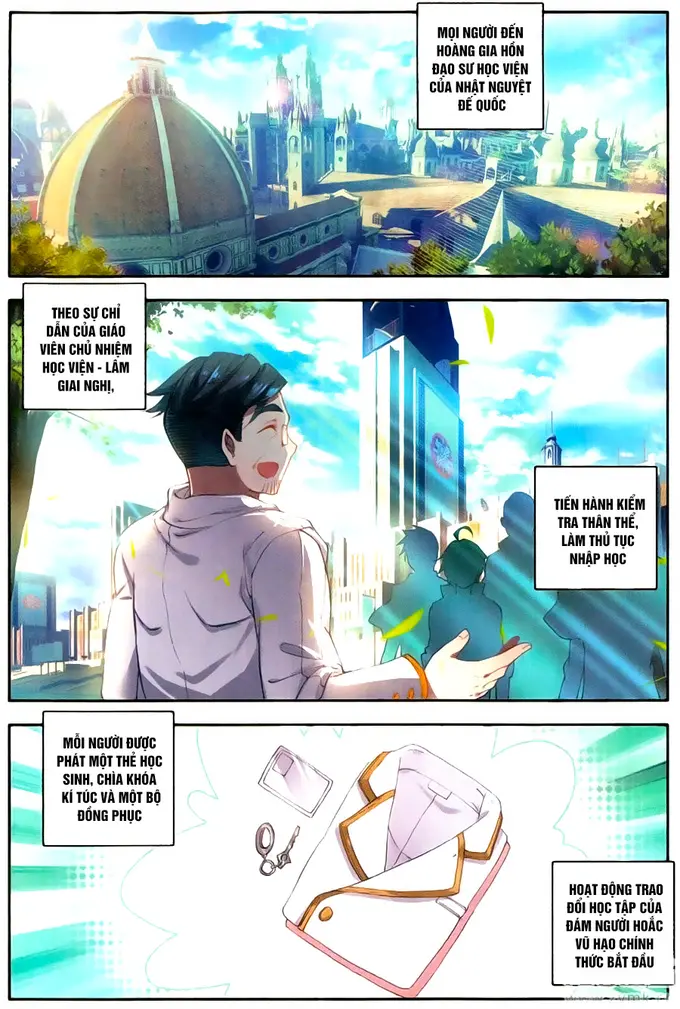 MỌI NGƯỜI ĐẾN
HOÀNG GIA HỒN
ĐẠO SƯ HỌC VIỆN
CỦA NHẬT NGUYỆT
ĐẾ QUỐC
THEO SỰ CHỈ
DẪN CỦA GIÁO
VIÊN CHỦ NHIỆM
HỌC VIỆN - LÂM
GIAI NGHỊ,
TIẾN HÀNH KIỂM
TRA THÂN THỂ,
LÀM THỦ TỤC
NHẬP HỌC
MỖI NGƯỜI ĐƯỢC
PHÁT MỘT THẺ HỌC
SINH, CHÌA KHÓA
KÍ TÚC VÀ MỘT BỘ
ĐỒNG PHỤC
HOẠT ĐỘNG TRAO
ĐỔI HỌC TẬP CỦA
ĐÁM NGƯỜI HOẮC
VŨ HẠO CHÍNH
THỨC BẮT ĐẦU